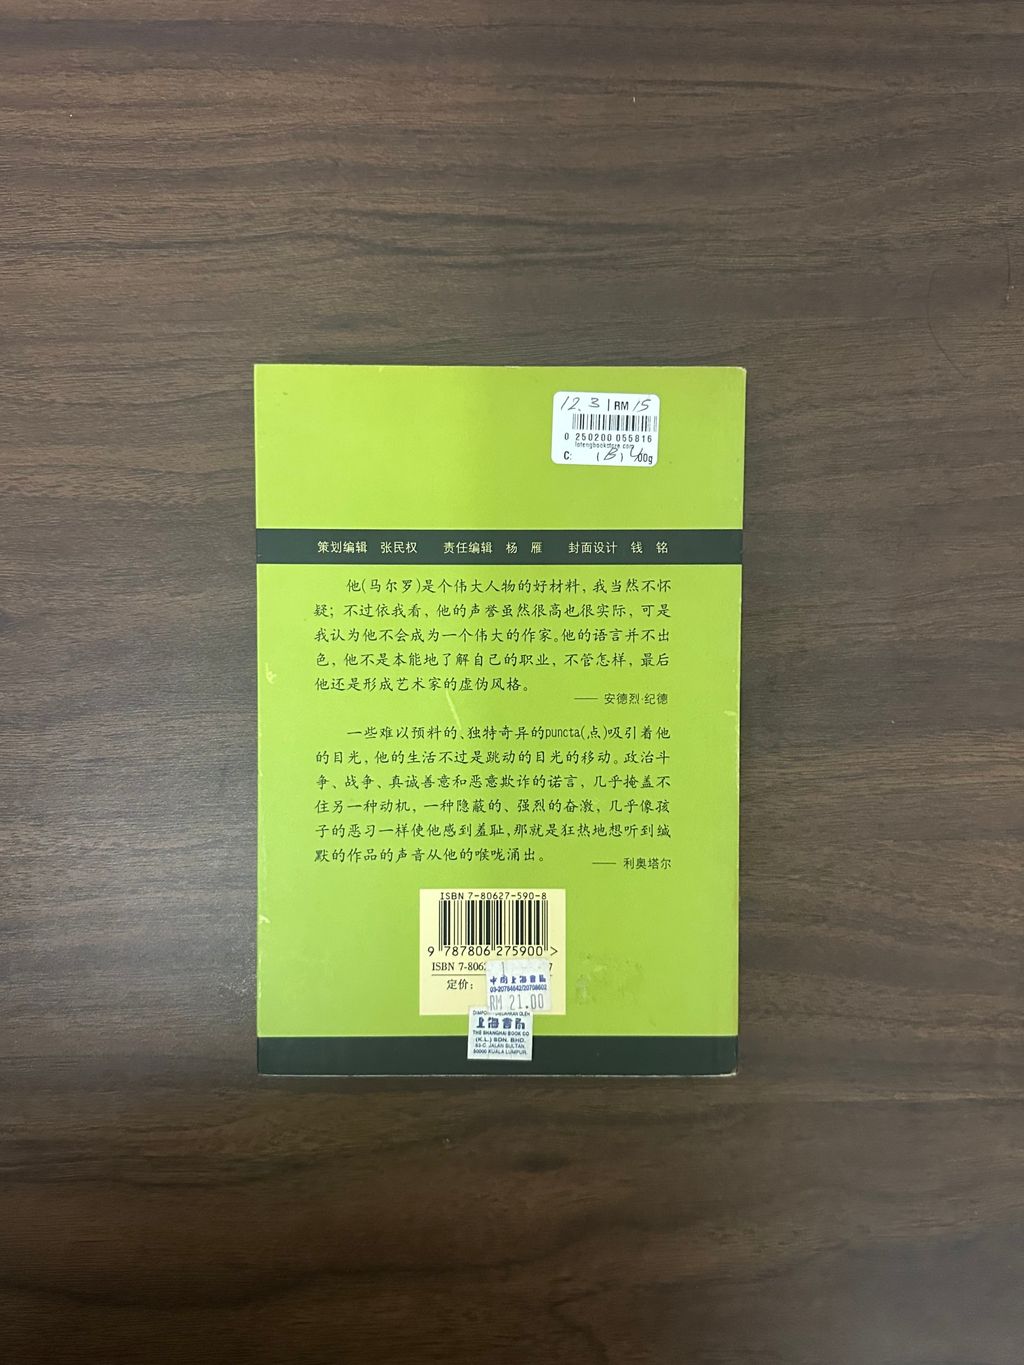 12.3 | RM 15
0 250200 055816
C:
00g
策划编辑 张民权 责任编辑 杨 雁 封面设计 钱 铭
他(马尔罗)是个伟大人物的好材料，我当然不怀
疑；不过依我看，他的声誉虽然很高也很实际，可是
我认为他不会成为一个伟大的作家。他的语言并不出
色，他不是本能地了解自己的职业，不管怎样，最后
他还是形成艺术家的虚伪风格。
—— 安德烈·纪德
一些难以预料的、独特奇异的puncta(点)吸引着他
的目光，他的生活不过是跳动的目光的移动。政治斗
争、战争、真诚善意和恶意欺诈的诺言，几乎掩盖不
住另一种动机，一种隐蔽的、强烈的奋激，几乎像孩
子的恶习一样使他感到羞耻，那就是狂热地想听到缄
默的作品的声音从他的喉咙涌出。
—— 利奥塔尔
ISBN 7-80627-590-8
9 787806 275900 >
ISBN 7-8062
定价：
03-20784642/20708602
RM 21.00
上海書局
THE SHANGHAI BOOK CO
(K.L.) SDN. BHD.
63-C JALAN SULTAN,
50000 KUALA LUMPUR.